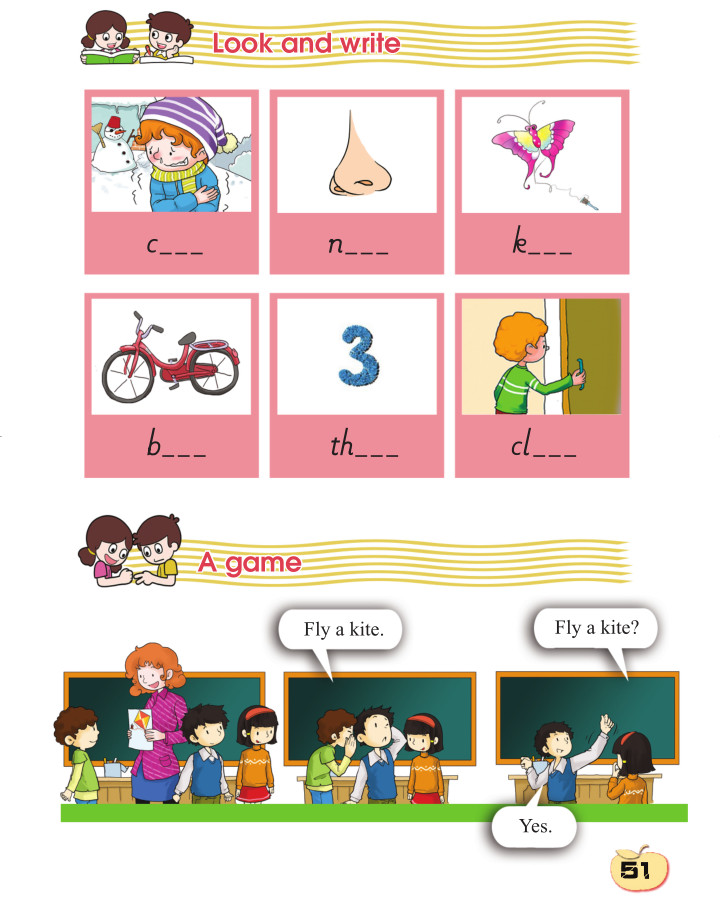 Look and write
c___ n___ k___
b___ th___ cl___
A game
Fly a kite.
Fly a kite?
Yes.
3
51